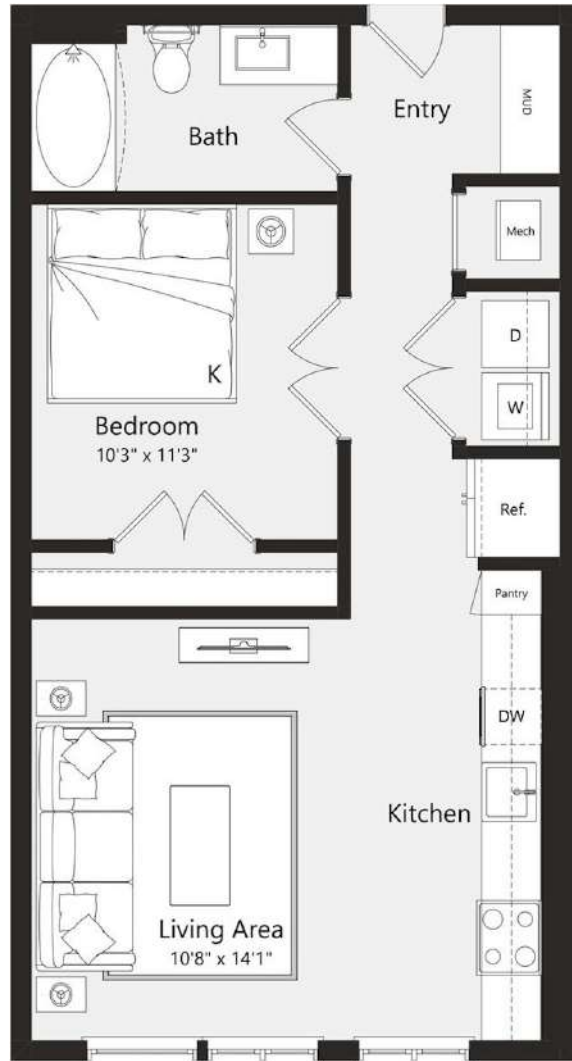 Bath
Entry
MUD
Mech
D
W
K
Bedroom
10'3" x 11'3"
Ref.
Pantry
DW
Kitchen
Living Area
10'8" x 14'1"